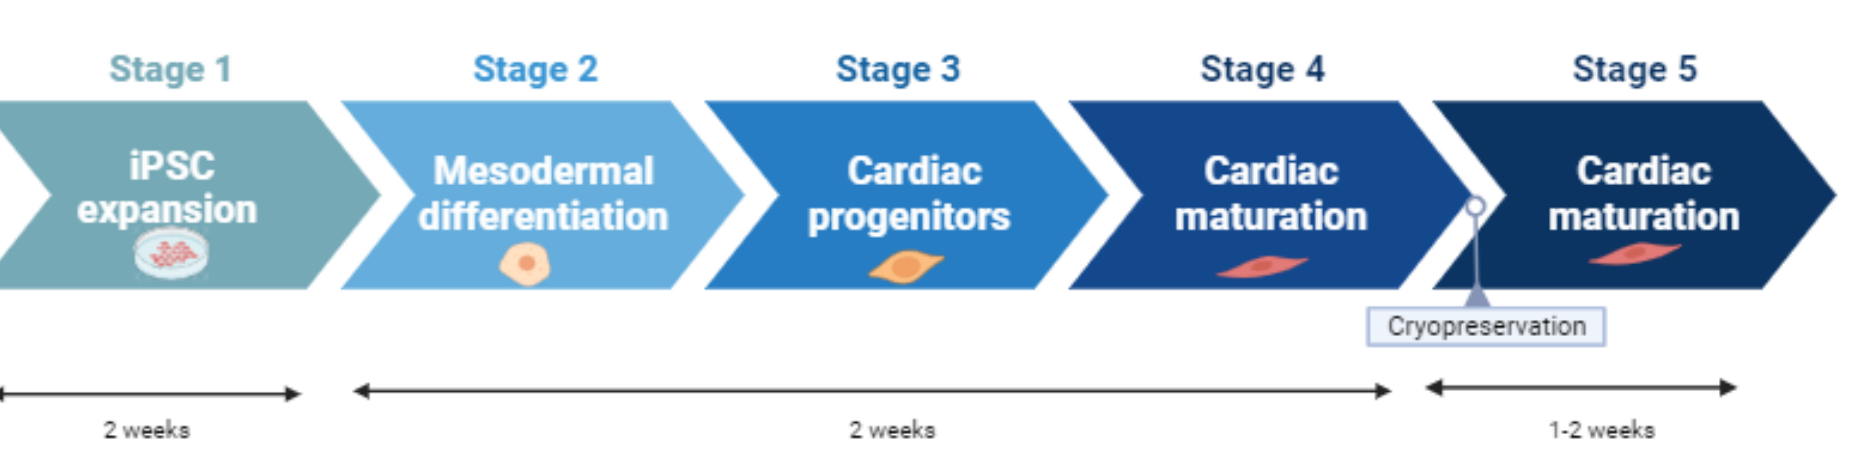 Stage 1
Stage 2
Stage 3
Stage 4
Stage 5
iPSC
expansion
Mesodermal
differentiation
Cardiac
progenitors
Cardiac
maturation
Cardiac
maturation
Cryopreservation
2 weeks
2 weeks
1-2 weeks